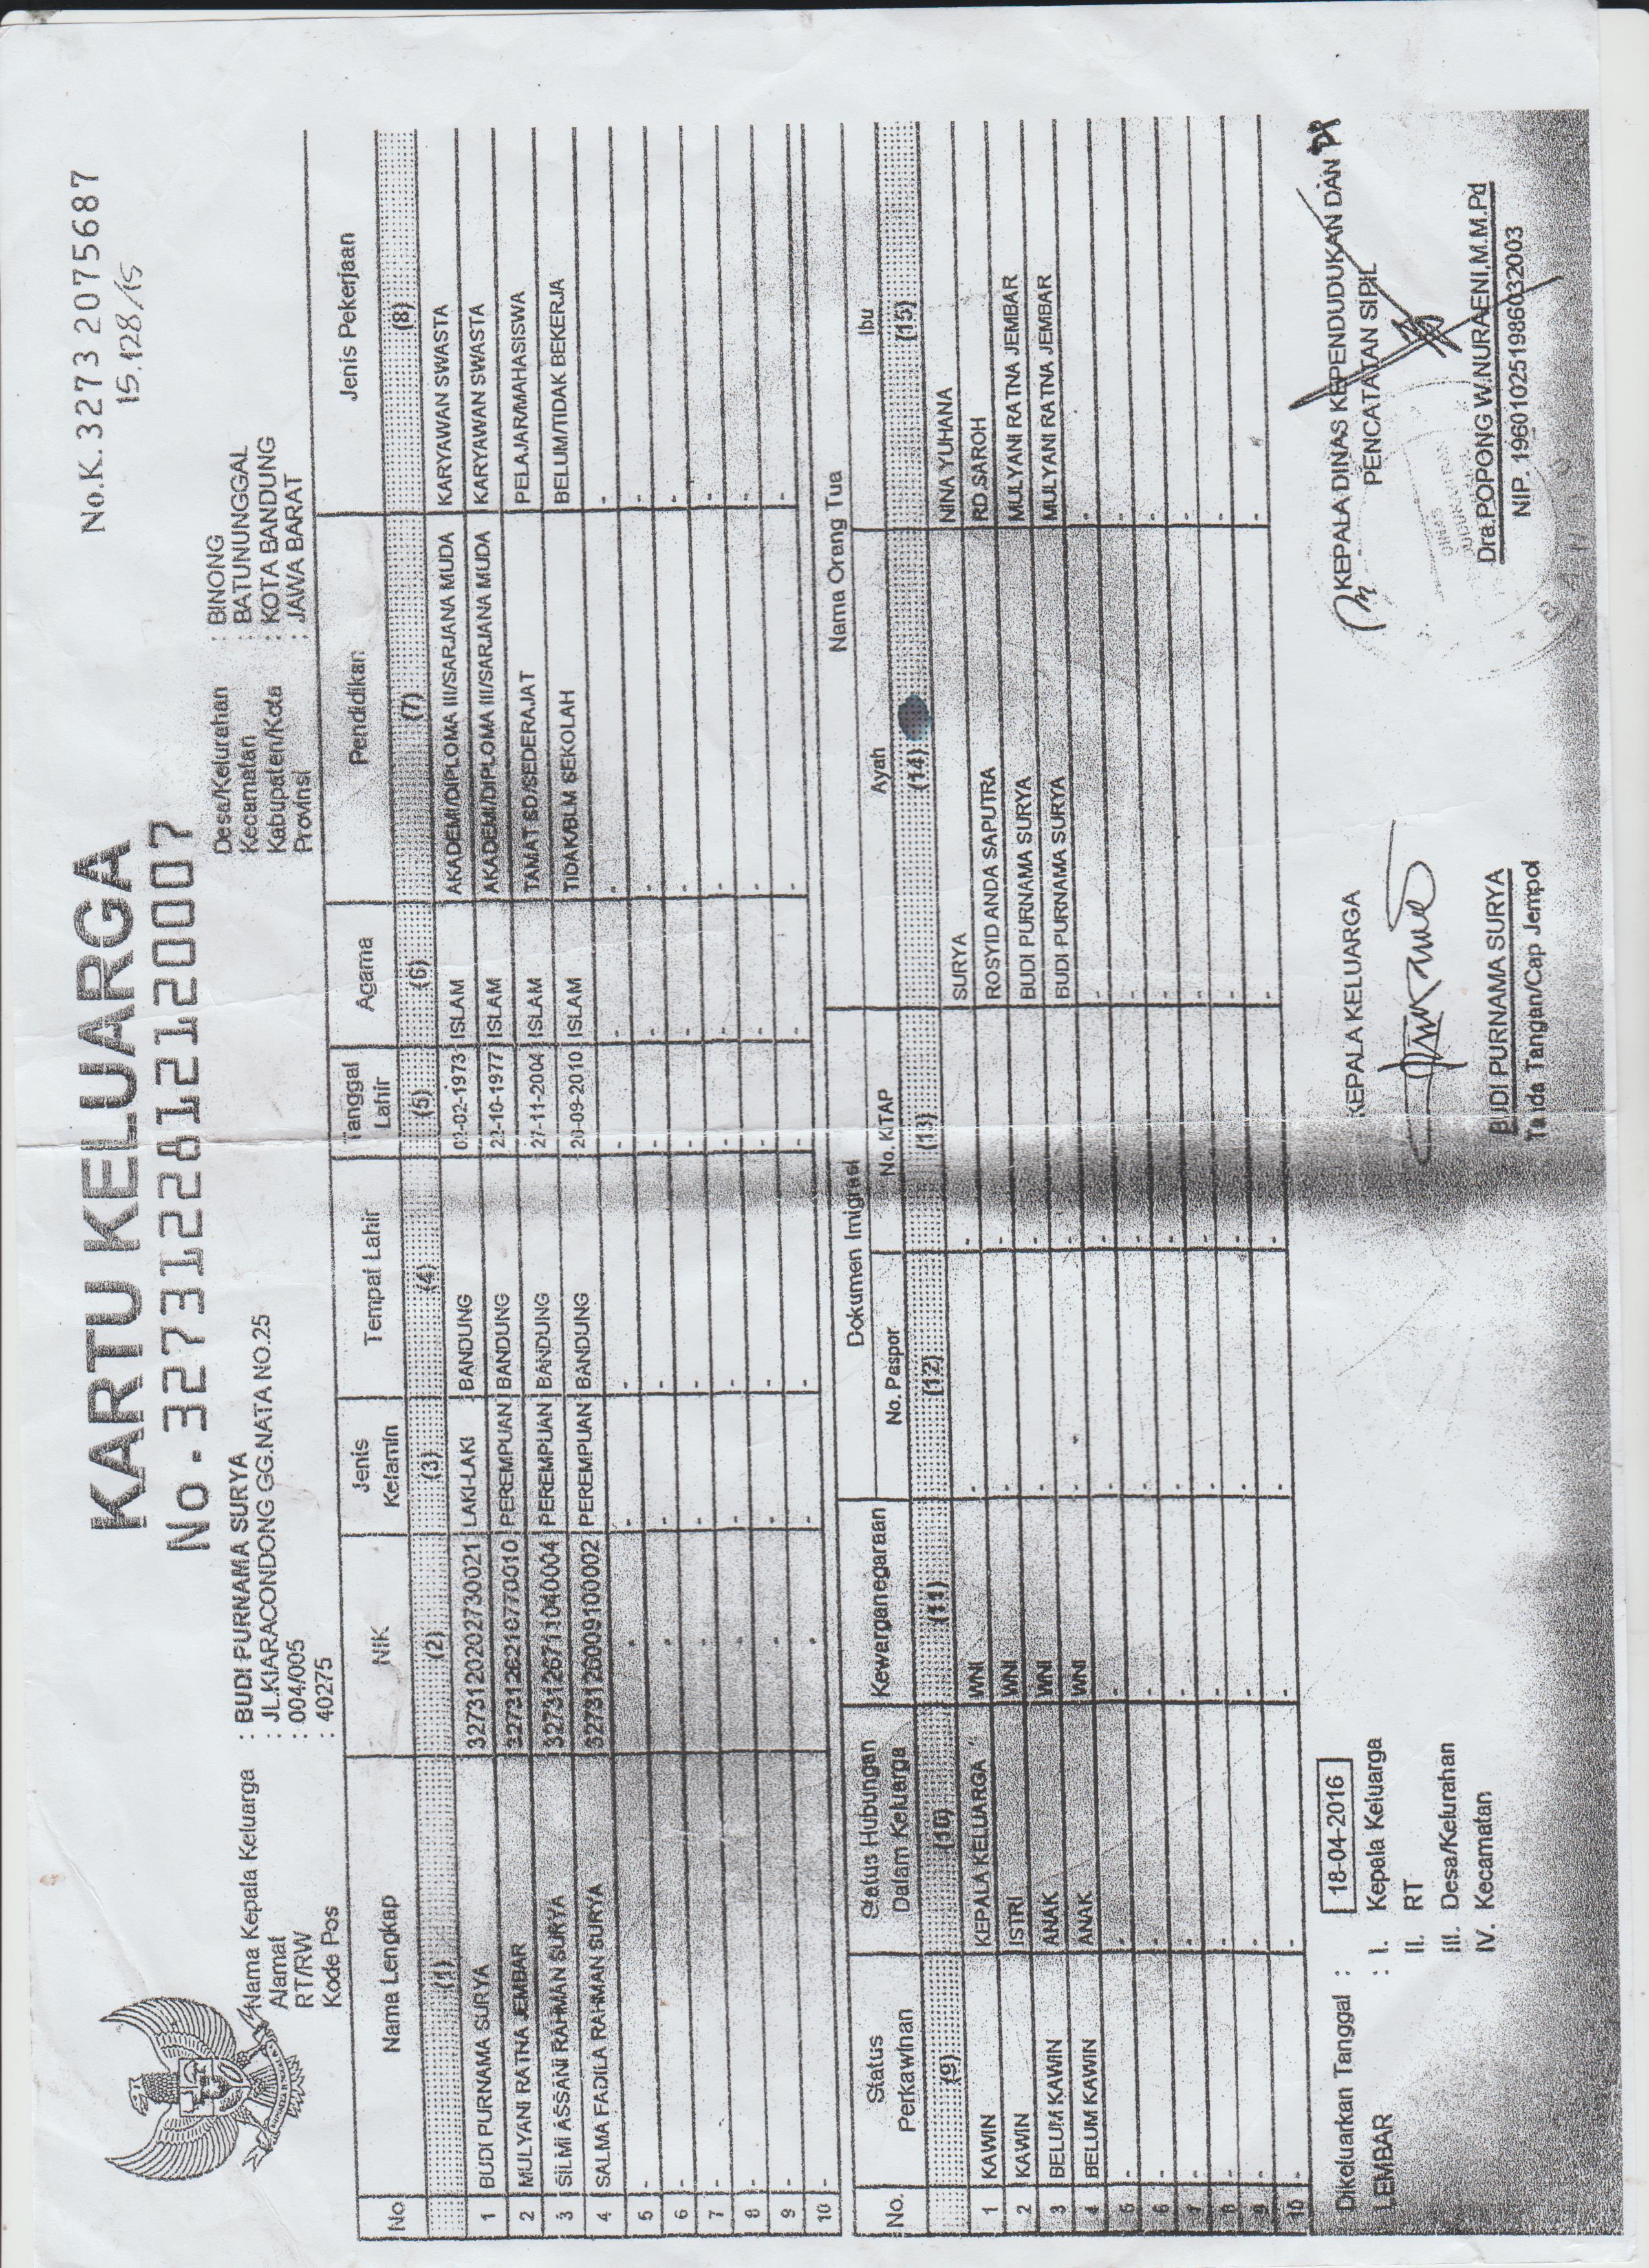 KARTU KELUARGA
No. 3273122812120007
No.K. 3273 2075687
15.128/15
Nama Kepala Keluarga : BUDI PURNAMA SURYA
Alamat : JL.KIARACONDONG GG.NATA NO.25
RT/RW : 004/005
Kode Pos : 40275
Desa/Kelurahan : BINONG
Kecamatan : BATUNUNGGAL
Kabupaten/Kota : KOTA BANDUNG
Provinsi : JAWA BARAT
No Nama Lengkap NIK Jenis Kelamin Tempat Lahir Tanggal Lahir Agama Pendidikan Jenis Pekerjaan
(1) (2) (3) (4) (5) (6) (7) (8)
1 BUDI PURNAMA SURYA 3273120202730021 LAKI-LAKI BANDUNG 02-02-1973 ISLAM AKADEMI/DIPLOMA III/SARJANA MUDA KARYAWAN SWASTA
2 MULYANI RATNA JEMBAR 3273126210770010 PEREMPUAN BANDUNG 22-10-1977 ISLAM AKADEMI/DIPLOMA III/SARJANA MUDA KARYAWAN SWASTA
3 SILMI ASSANI RAHMAN SURYA 3273126711040004 PEREMPUAN BANDUNG 27-11-2004 ISLAM TAMAT SD/SEDERAJAT PELAJAR/MAHASISWA
4 SALMA FADILA RAHMAN SURYA 3273126009100002 PEREMPUAN BANDUNG 20-09-2010 ISLAM TIDAK/BLM SEKOLAH BELUM/TIDAK BEKERJA
5 - - - - - - - -
6 - - - - - - - -
7 - - - - - - - -
8 - - - - - - - -
9 - - - - - - - -
10 - - - - - - - -
No. Status Perkawinan Status Hubungan Dalam Keluarga Kewarganegaraan Dokumen Imigrasi Nama Orang Tua
No. Paspor No. KITAP Ayah Ibu
(9) (10) (11) (12) (13) (14) (15)
1 KAWIN KEPALA KELUARGA WNI - - SURYA NINA YUHANA
2 KAWIN ISTRI WNI - - ROSYID ANDA SAPUTRA RD.SAROH
3 BELUM KAWIN ANAK WNI - - BUDI PURNAMA SURYA MULYANI RATNA JEMBAR
4 BELUM KAWIN ANAK WNI - - BUDI PURNAMA SURYA MULYANI RATNA JEMBAR
5 - - - - - - -
6 - - - - - - -
7 - - - - - - -
8 - - - - - - -
9 - - - - - - -
10 - - - - - - -
Dikeluarkan Tanggal : 18-04-2016
LEMBAR : I. Kepala Keluarga
II. RT
III. Desa/Kelurahan
IV. Kecamatan
KEPALA KELUARGA
BUDI PURNAMA SURYA
Tanda Tangan/Cap Jempol
KEPALA DINAS KEPENDUDUKAN DAN
PENCATATAN SIPIL
DINAS
Dra.POPONG W.NURAENI,M.M.Pd
NIP. 196010251986032003